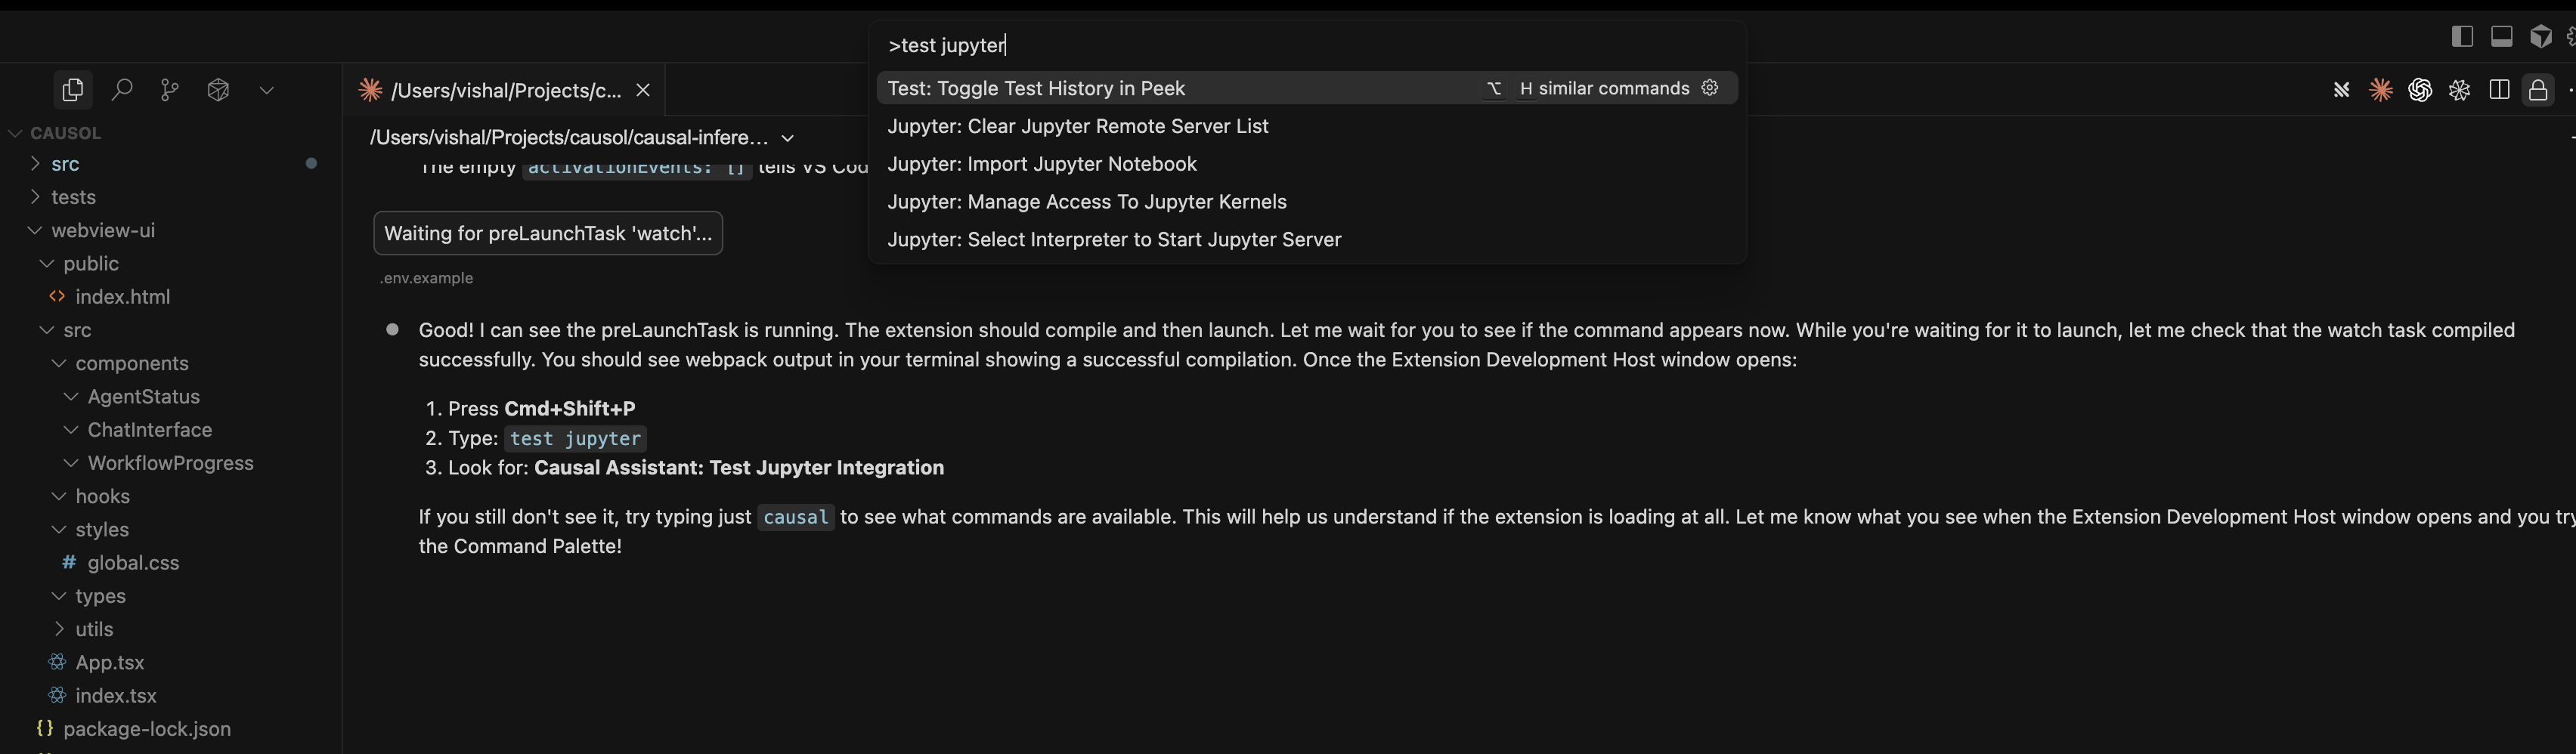 >test jupyter
Test: Toggle Test History in Peek
⌥ H similar commands
Jupyter: Clear Jupyter Remote Server List
Jupyter: Import Jupyter Notebook
Jupyter: Manage Access To Jupyter Kernels
Jupyter: Select Interpreter to Start Jupyter Server
CAUSOL
src
tests
webview-ui
public
index.html
src
components
AgentStatus
ChatInterface
WorkflowProgress
hooks
styles
global.css
types
utils
App.tsx
index.tsx
package-lock.json
/Users/vishal/Projects/c...
/Users/vishal/Projects/causol/causal-infere...
The empty activationEvents: [] tells VS Cod
Waiting for preLaunchTask 'watch'...
.env.example
Good! I can see the preLaunchTask is running. The extension should compile and then launch. Let me wait for you to see if the command appears now. While you're waiting for it to launch, let me check that the watch task compiled
successfully. You should see webpack output in your terminal showing a successful compilation. Once the Extension Development Host window opens:
1. Press Cmd+Shift+P
2. Type: test jupyter
3. Look for: Causal Assistant: Test Jupyter Integration
If you still don't see it, try typing just causal to see what commands are available. This will help us understand if the extension is loading at all. Let me know what you see when the Extension Development Host window opens and you try
the Command Palette!